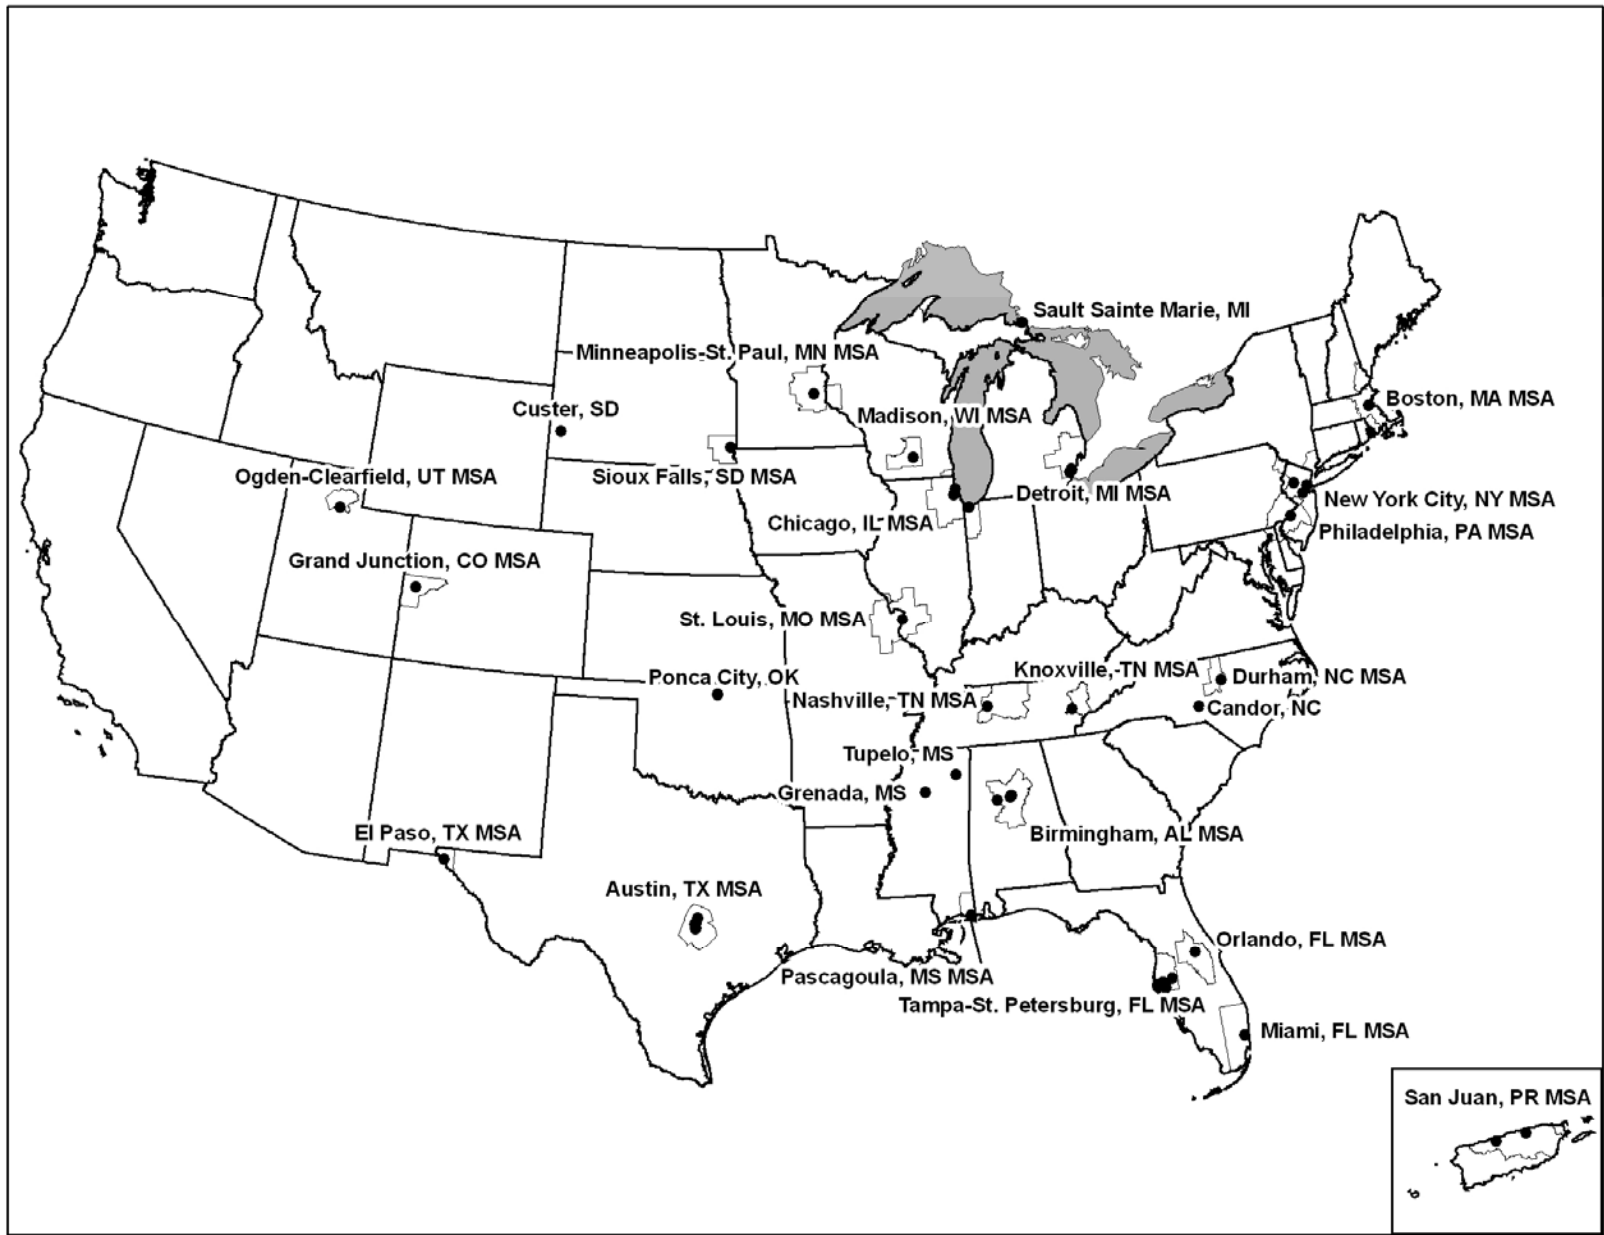 Sault Sainte Marie, MI
Minneapolis-St. Paul, MN MSA
Boston, MA MSA
Custer, SD
Madison, WI MSA
Ogden-Clearfield, UT MSA
Sioux Falls, SD MSA
Detroit, MI MSA
New York City, NY MSA
Chicago, IL MSA
Philadelphia, PA MSA
Grand Junction, CO MSA
St. Louis, MO MSA
Knoxville, TN MSA
Ponca City, OK
Durham, NC MSA
Nashville, TN MSA
Candor, NC
Tupelo, MS
Grenada, MS
El Paso, TX MSA
Birmingham, AL MSA
Austin, TX MSA
Orlando, FL MSA
Pascagoula, MS MSA
Tampa-St. Petersburg, FL MSA
Miami, FL MSA
San Juan, PR MSA